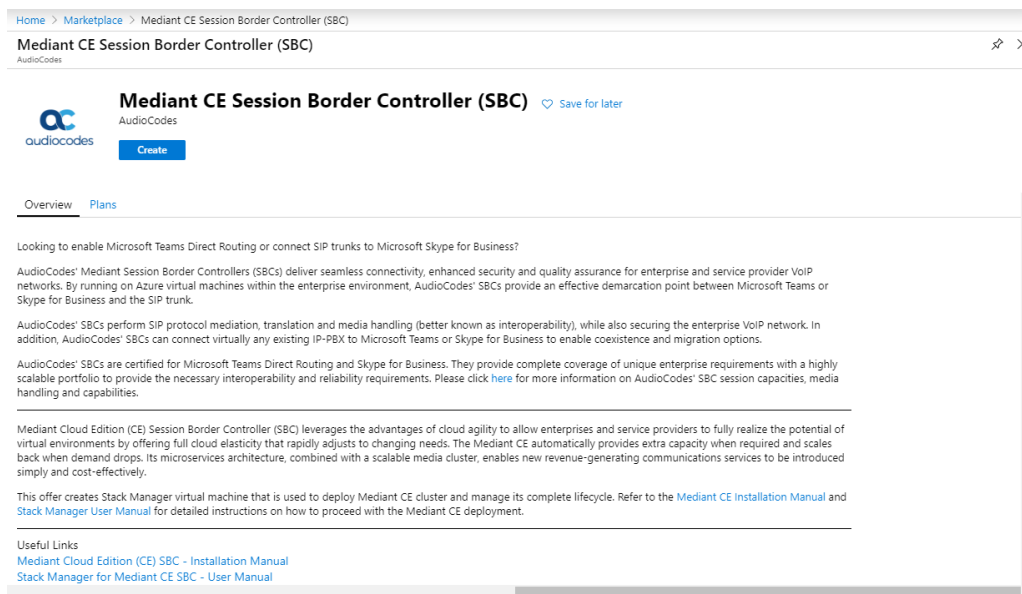 Home > Marketplace > Mediant CE Session Border Controller (SBC)
Mediant CE Session Border Controller (SBC)
AudioCodes
audiocodes
Mediant CE Session Border Controller (SBC) Save for later
AudioCodes
Create
Overview Plans
Looking to enable Microsoft Teams Direct Routing or connect SIP trunks to Microsoft Skype for Business?
AudioCodes' Mediant Session Border Controllers (SBCs) deliver seamless connectivity, enhanced security and quality assurance for enterprise and service provider VoIP
networks. By running on Azure virtual machines within the enterprise environment, AudioCodes' SBCs provide an effective demarcation point between Microsoft Teams or
Skype for Business and the SIP trunk.
AudioCodes' SBCs perform SIP protocol mediation, translation and media handling (better known as interoperability), while also securing the enterprise VoIP network. In
addition, AudioCodes' SBCs can connect virtually any existing IP-PBX to Microsoft Teams or Skype for Business to enable coexistence and migration options.
AudioCodes' SBCs are certified for Microsoft Teams Direct Routing and Skype for Business. They provide complete coverage of unique enterprise requirements with a highly
scalable portfolio to provide the necessary interoperability and reliability requirements. Please click here for more information on AudioCodes' SBC session capacities, media
handling and capabilities.
Mediant Cloud Edition (CE) Session Border Controller (SBC) leverages the advantages of cloud agility to allow enterprises and service providers to fully realize the potential of
virtual environments by offering full cloud elasticity that rapidly adjusts to changing needs. The Mediant CE automatically provides extra capacity when required and scales
back when demand drops. Its microservices architecture, combined with a scalable media cluster, enables new revenue-generating communications services to be introduced
simply and cost-effectively.
This offer creates Stack Manager virtual machine that is used to deploy Mediant CE cluster and manage its complete lifecycle. Refer to the Mediant CE Installation Manual and
Stack Manager User Manual for detailed instructions on how to proceed with the Mediant CE deployment.
Useful Links
Mediant Cloud Edition (CE) SBC - Installation Manual
Stack Manager for Mediant CE SBC - User Manual